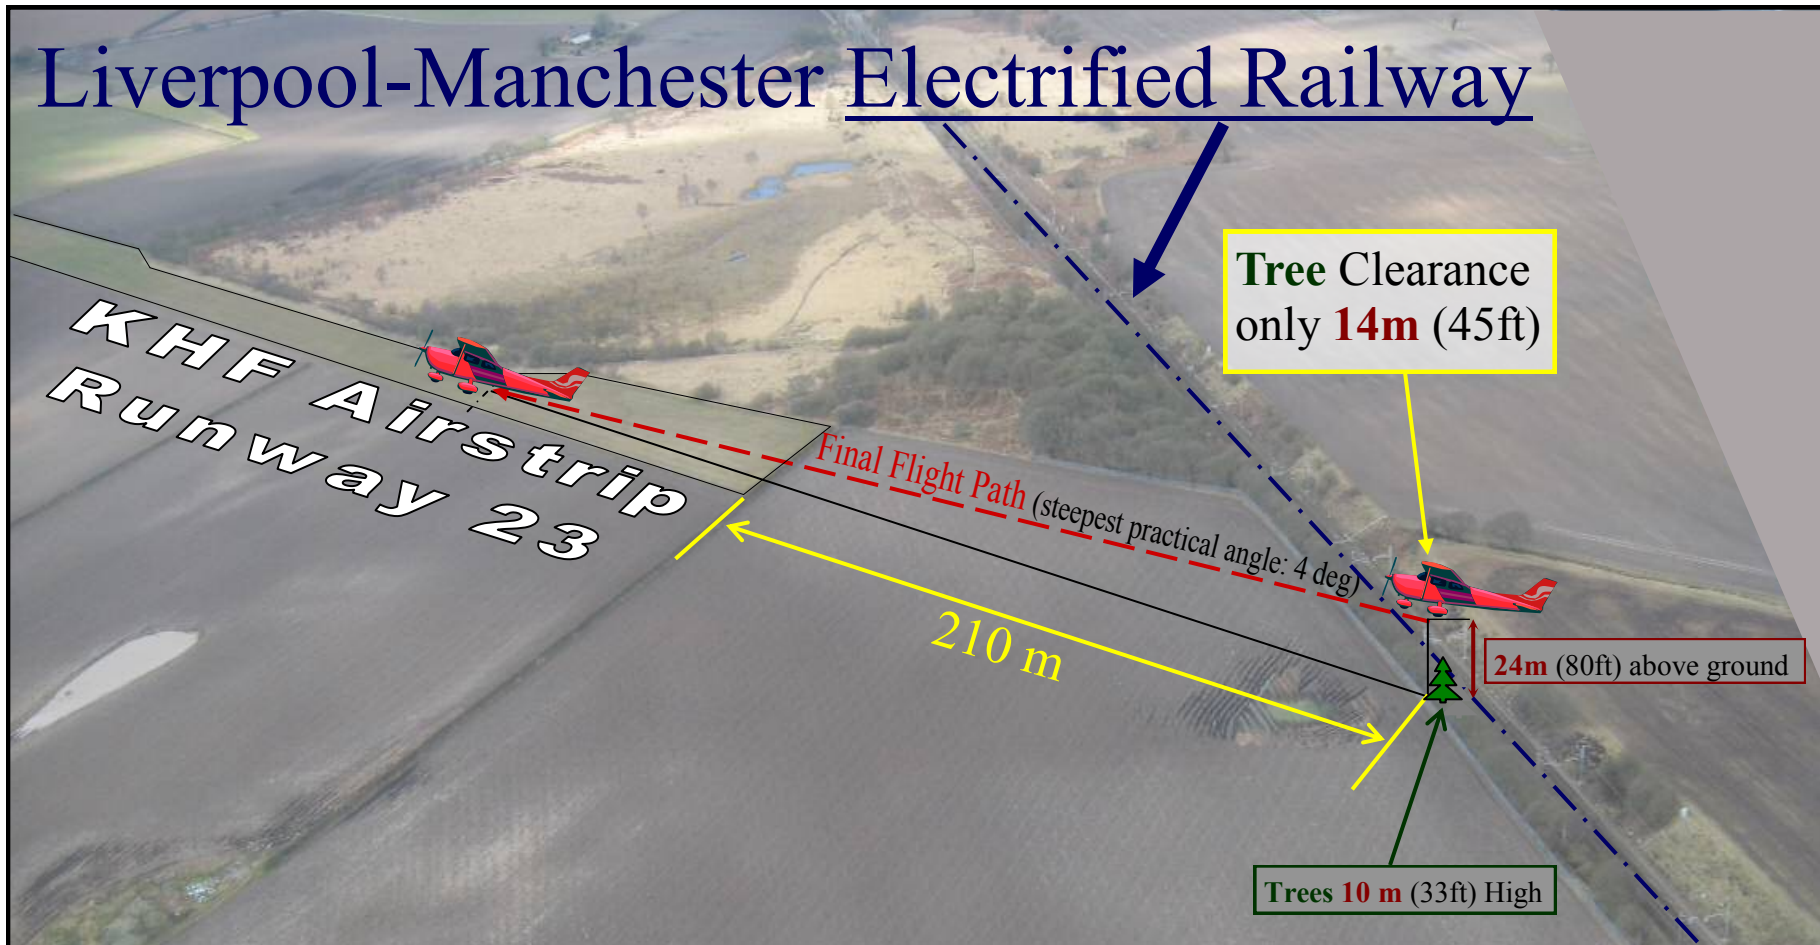 Liverpool-Manchester Electrified Railway
Tree Clearance
only 14m (45ft)
KHF Airstrip
Runway 23
Final Flight Path (steepest practical angle: 4 deg)
210 m
24m (80ft) above ground
Trees 10 m (33ft) High